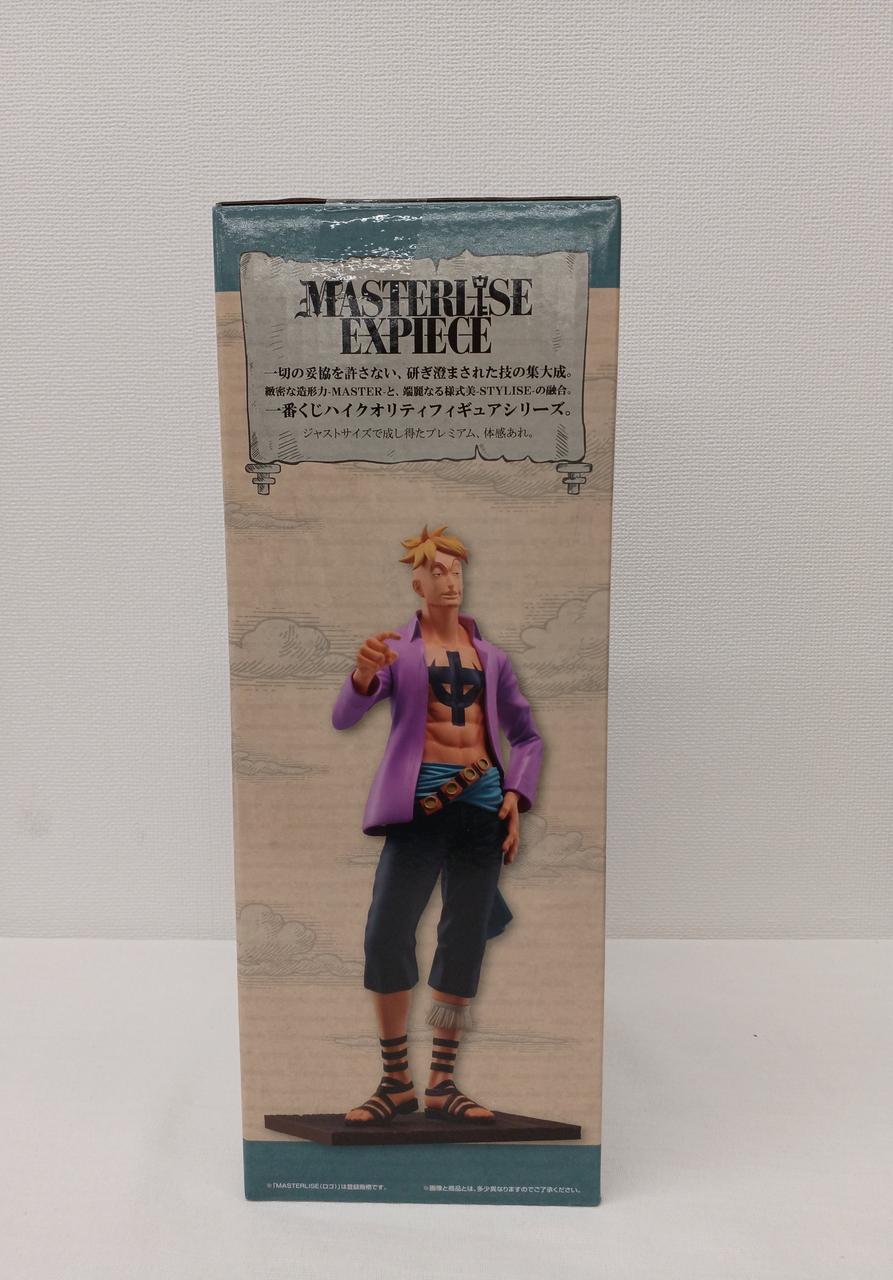 MASTERLISE
EXPIECE
一切の妥協を許さない、研ぎ澄まされた技の集大成。
緻密な造形力-MASTER-と、端麗なる様式美-STYLISE-の融合。
一番くじハイクオリティフィギュアシリーズ。
ジャストサイズで成し得たプレミアム、体感あれ。
※「MASTERLISE(ロゴ)」は登録商標です。 ※画像と商品とは、多少異なりますのでご了承ください。